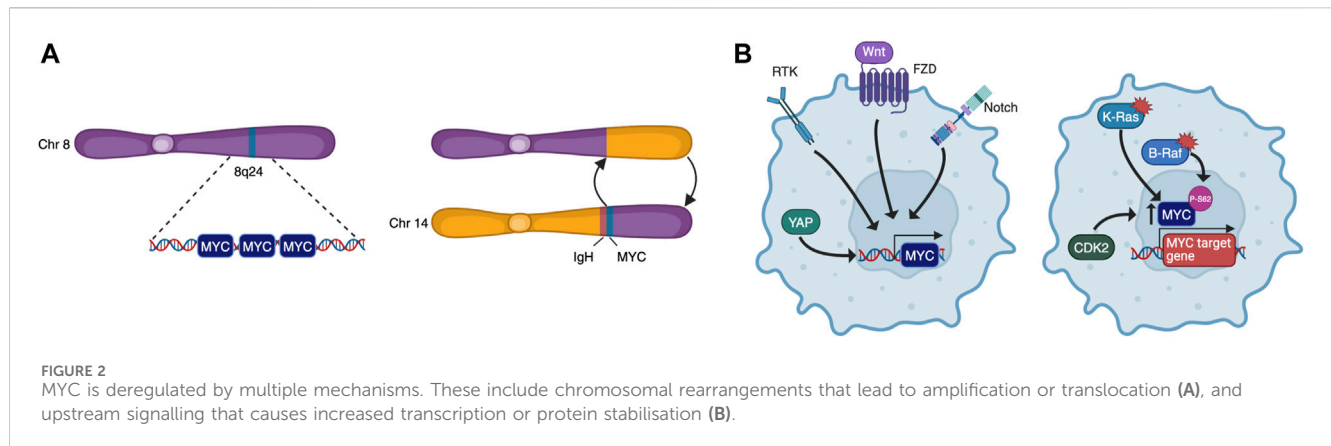 A
Chr 8
8q24
MYC MYC MYC
Chr 14
IgH MYC
B
RTK
Wnt
FZD
Notch
YAP
MYC
K-Ras
B-Raf
P-S62
MYC
CDK2
MYC target
gene
FIGURE 2
MYC is deregulated by multiple mechanisms. These include chromosomal rearrangements that lead to amplification or translocation (A), and
upstream signalling that causes increased transcription or protein stabilisation (B).